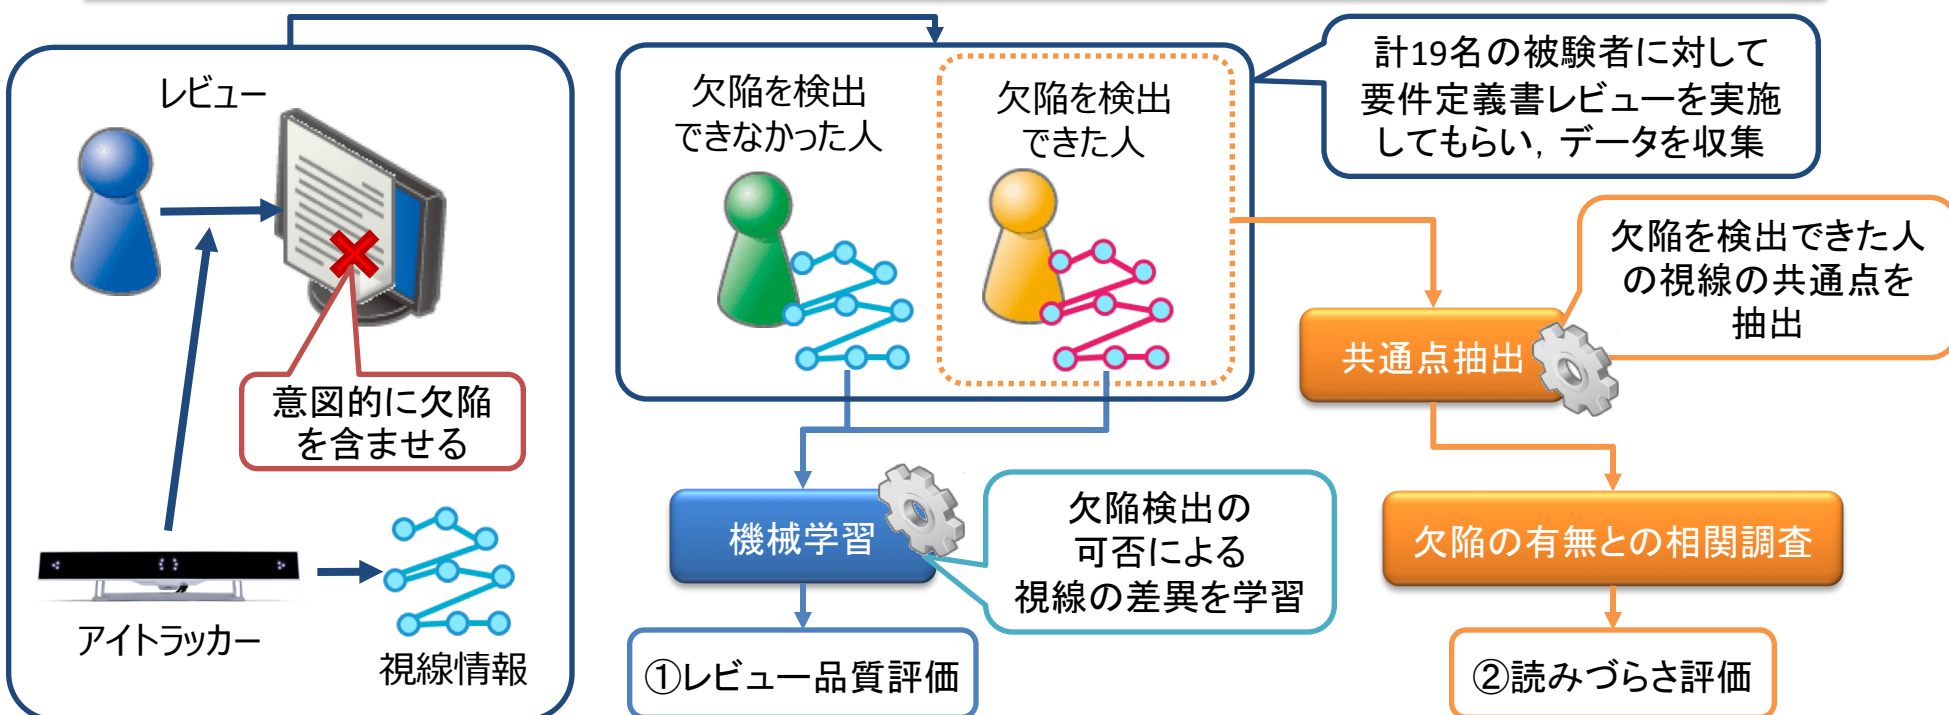 レビュー
意図的に欠陥
を含ませる
アイトラッカー
視線情報
欠陥を検出
できなかった人
欠陥を検出
できた人
計19名の被験者に対して
要件定義書レビューを実施
してもらい，データを収集
欠陥を検出できた人
の視線の共通点を
抽出
共通点抽出
機械学習
欠陥検出の
可否による
視線の差異を学習
欠陥の有無との相関調査
①レビュー品質評価
②読みづらさ評価